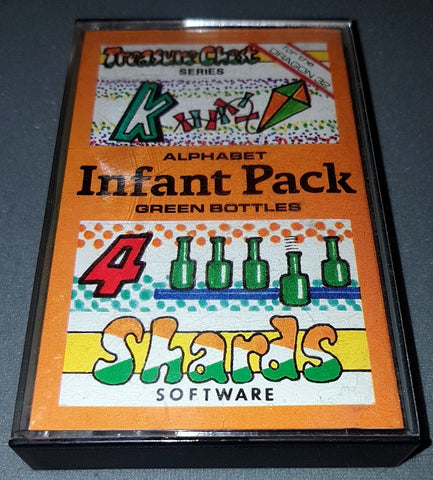 Treasure Chest
SERIES
for the
DRAGON 32
k
ALPHABET
Infant Pack
GREEN BOTTLES
4
Shards
SOFTWARE